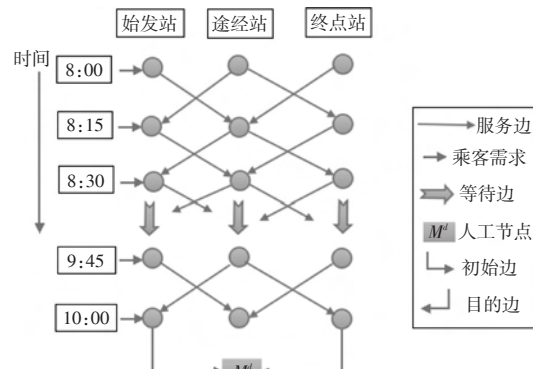 始发站 途经站 终点站
时间
8:00
8:15
8:30
9:45
10:00
M^d
服务边
乘客需求
等待边
M^d 人工节点
初始边
目的边